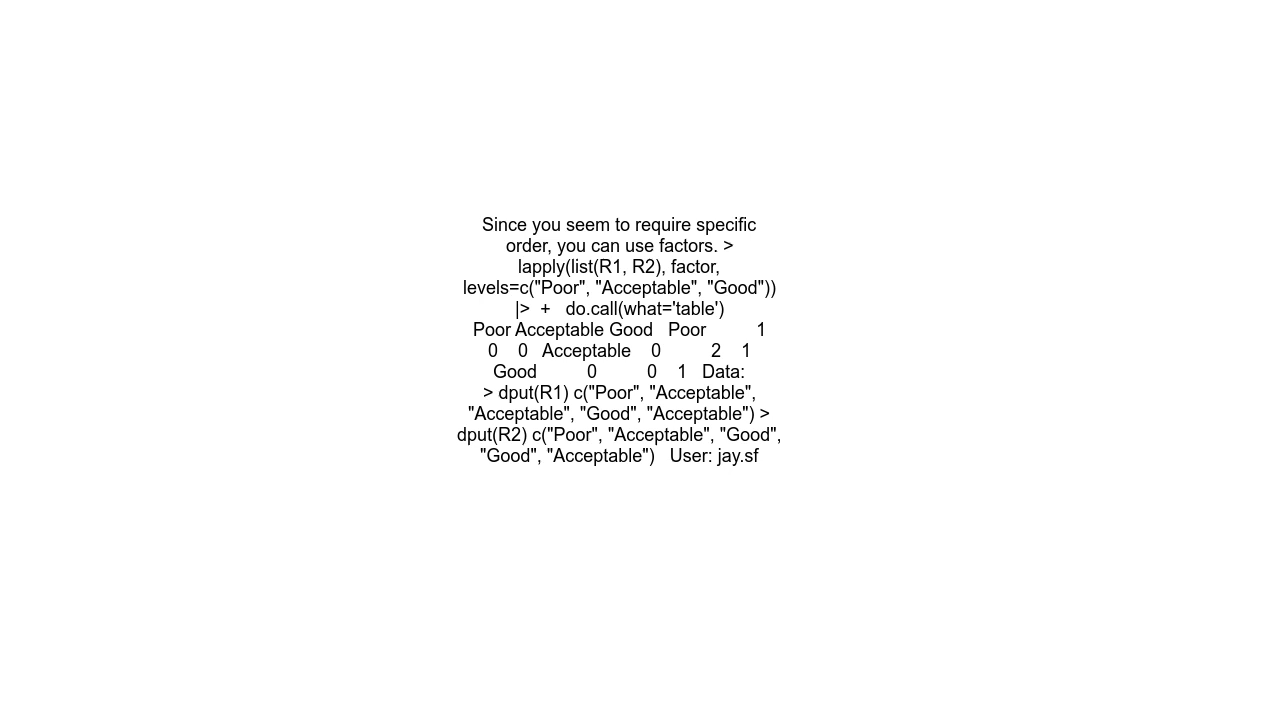 Since you seem to require specific
order, you can use factors. >
lapply(list(R1, R2), factor,
levels=c("Poor", "Acceptable", "Good"))
|>  +   do.call(what='table')
Poor Acceptable Good   Poor          1
0    0   Acceptable    0          2    1
Good          0          0    1   Data:
> dput(R1) c("Poor", "Acceptable",
"Acceptable", "Good", "Acceptable") >
dput(R2) c("Poor", "Acceptable", "Good",
"Good", "Acceptable")   User: jay.sf